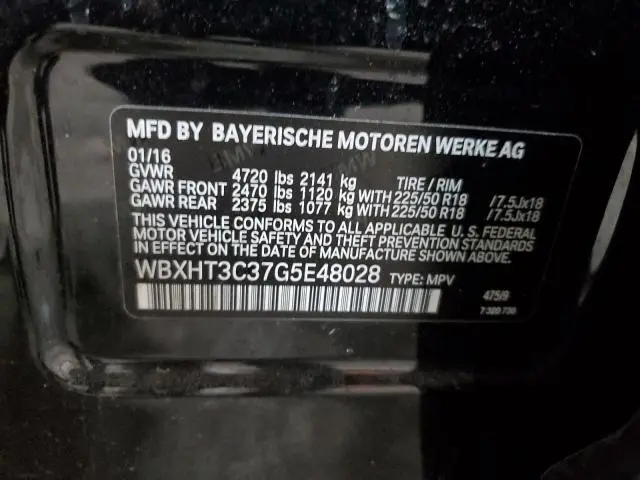 MFD BY BAYERISCHE MOTOREN WERKE AG
01/16
GVWR 4720 lbs 2141 kg TIRE / RIM
GAWR FRONT 2470 lbs 1120 kg WITH 225/50 R18 /7.5Jx18
GAWR REAR 2375 lbs 1077 kg WITH 225/50 R18 /7.5Jx18
THIS VEHICLE CONFORMS TO ALL APPLICABLE U. S. FEDERAL
MOTOR VEHICLE SAFETY AND THEFT PREVENTION STANDARDS
IN EFFECT ON THE DATE OF MANUFACTURE SHOWN ABOVE.
WBXHT3C37G5E48028 TYPE: MPV
475/9
7 320 730